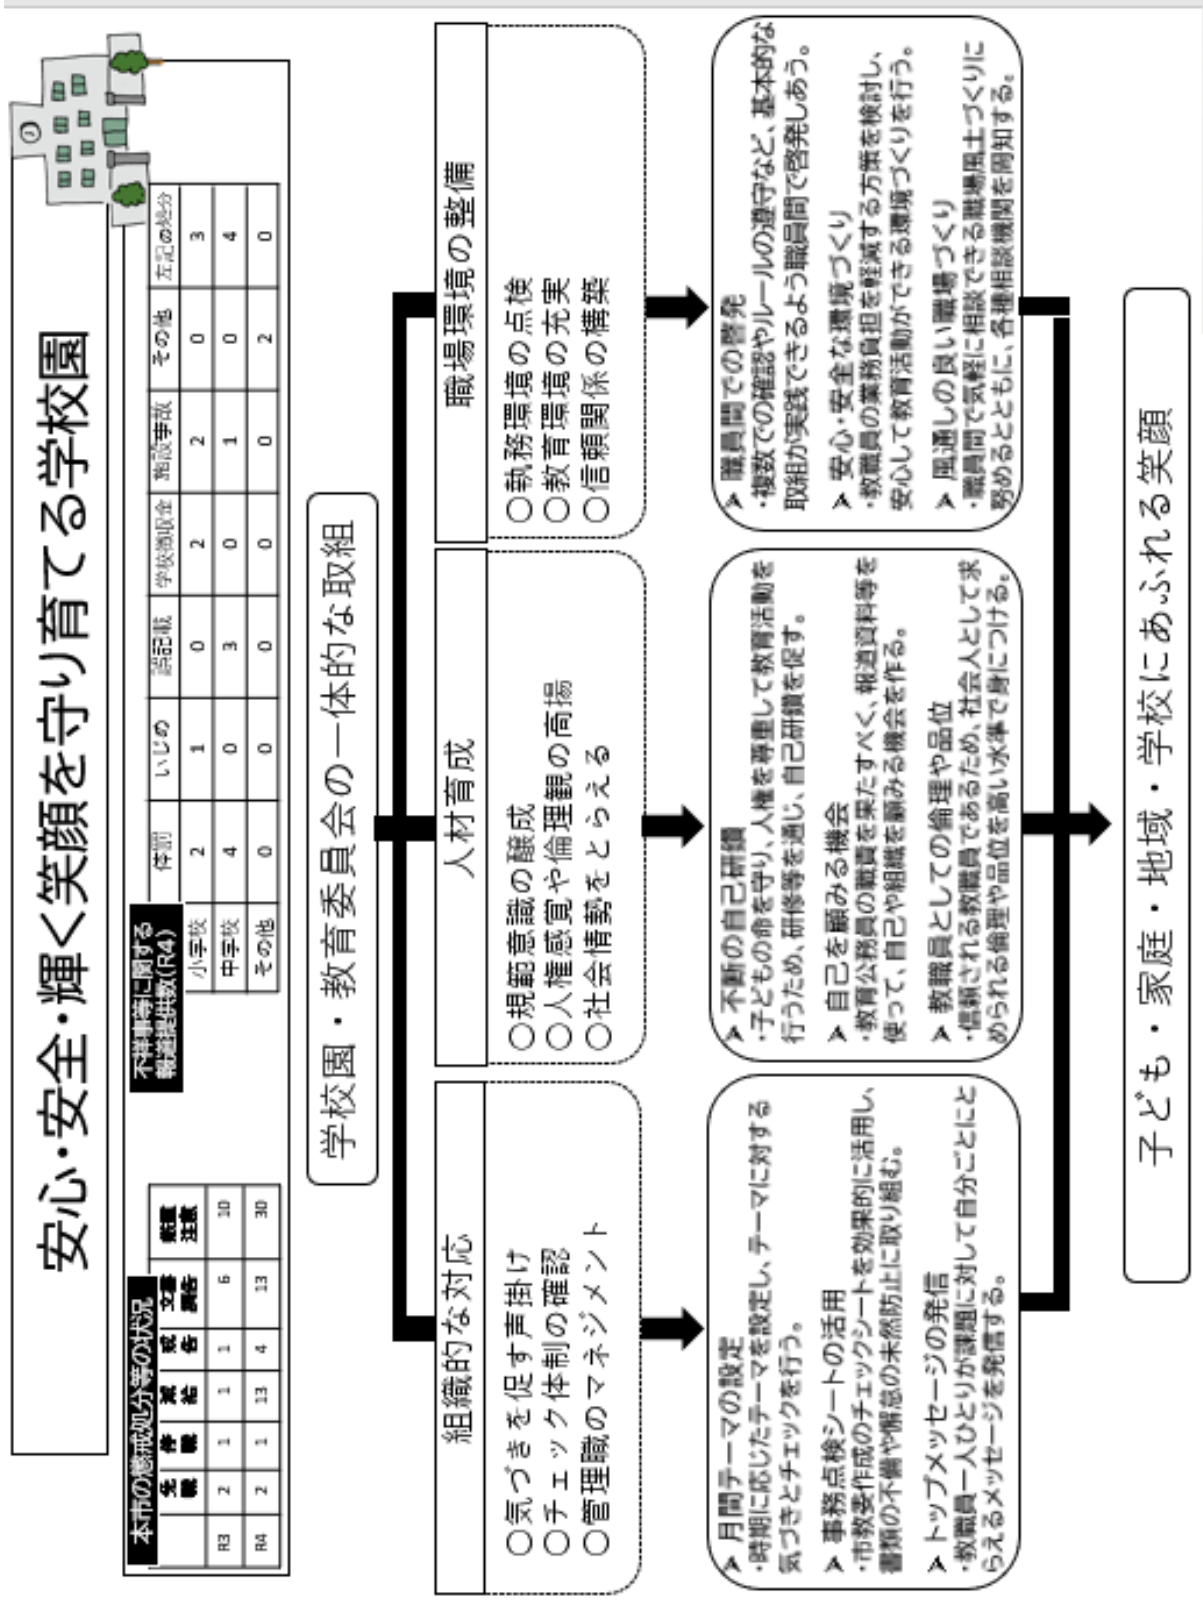 安心・安全・輝く笑顔を守り育てる学校園
本市の懲戒処分等の状況
免職 停職 減給 戒告 文書訓告 厳重注意
R3 2 1 1 1 6 10
R4 2 1 13 4 13 30
不祥事等に関する
報道提供数(R4)
体罰 いじめ 誤記載 学校徴収金 施設事故 その他 左記の処分
小学校 2 1 0 2 2 0 3
中学校 4 0 3 0 1 0 4
その他 0 0 0 0 0 2 0
学校園・教育委員会の一体的な取組
組織的な対応
○気づきを促す声掛け
○チェック体制の確認
○管理職のマネジメント
➤ 月間テーマの設定
・時期に応じたテーマを設定し、テーマに対する
気づきとチェックを行う。
➤ 事務点検シートの活用
・市教委作成のチェックシートを効果的に活用し、
書類の不備や懈怠の未然防止に取り組む。
➤ トップメッセージの発信
・教職員一人ひとりが課題に対して自分ごとにと
らえるメッセージを発信する。
人材育成
○規範意識の醸成
○人権感覚や倫理観の高揚
○社会情勢をとらえる
➤ 不断の自己研鑽
・子どもの命を守り、人権を尊重して教育活動を
行うため、研修等を通じ、自己研鑽を促す。
➤ 自己を顧みる機会
・教育公務員の職責を果たすべく、報道資料等を
使って、自己や組織を顧みる機会を作る。
➤ 教職員としての倫理や品位
・信頼される教職員であるため、社会人として求
められる倫理や品位を高い水準で身につける。
職場環境の整備
○執務環境の点検
○教育環境の充実
○信頼関係の構築
➤ 職員間での啓発
・複数での確認やルールの遵守など、基本的な
取組が実践できるよう職員間で啓発しあう。
➤ 安心・安全な環境づくり
・教職員の業務負担を軽減する方策を検討し、
安心して教育活動ができる環境づくりを行う。
➤ 風通しの良い職場づくり
・職員間で気軽に相談できる職場風土づくりに
努めるとともに、各種相談機関を周知する。
子ども・家庭・地域・学校にあふれる笑顔